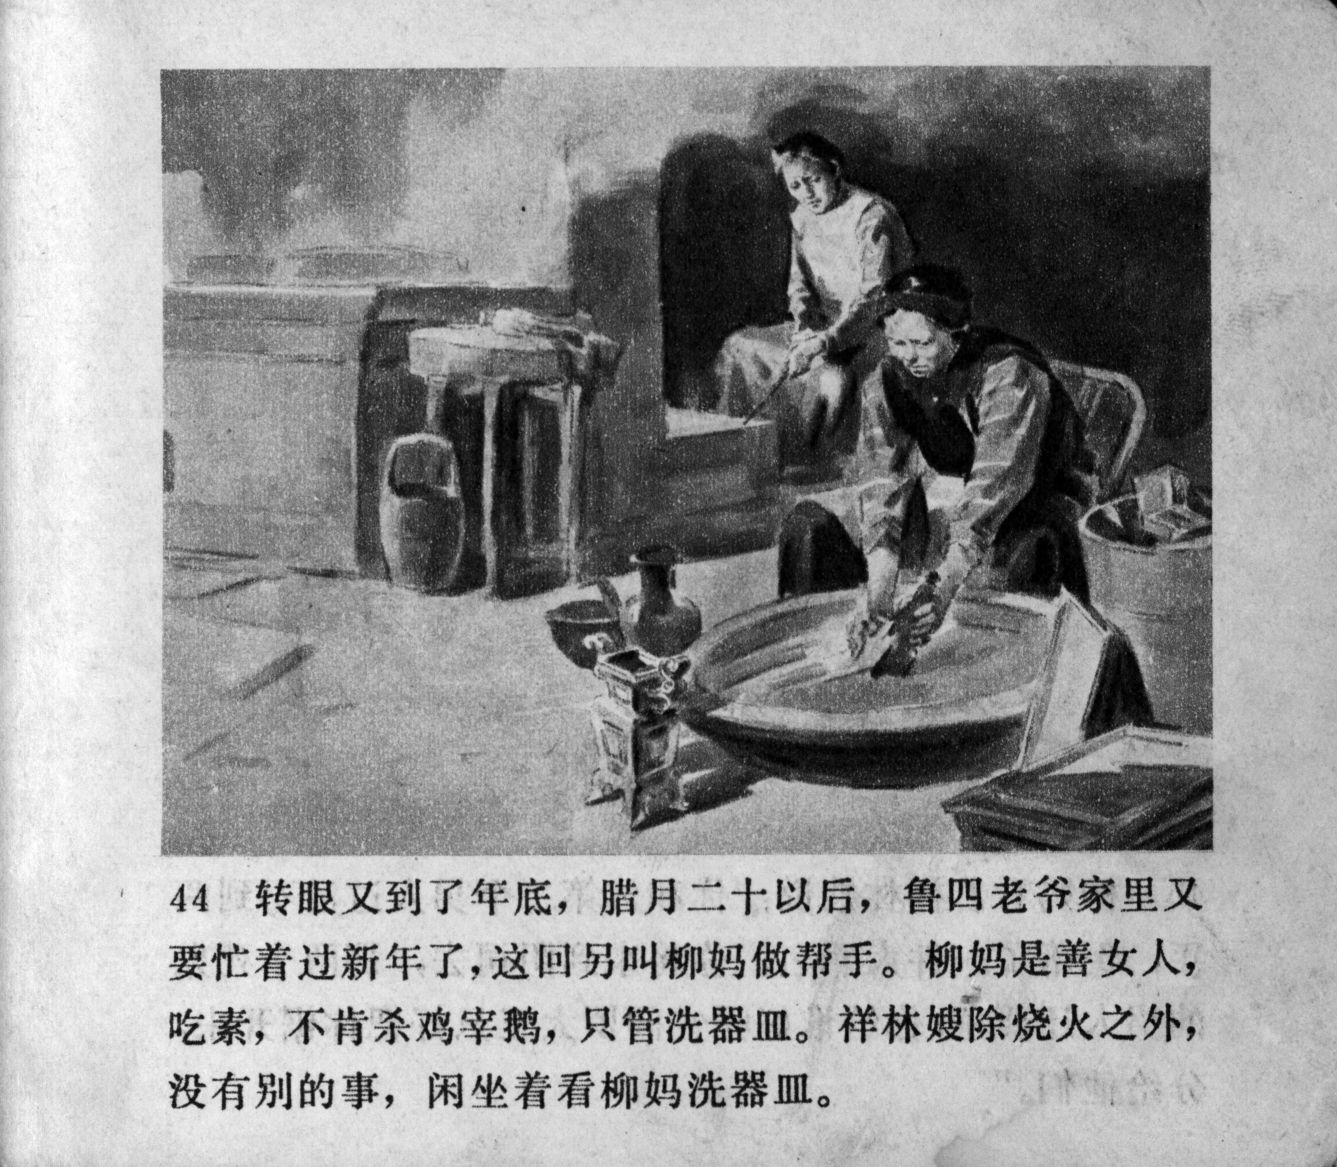 44 转眼又到了年底，腊月二十以后，鲁四老爷家里又
要忙着过新年了，这回另叫柳妈做帮手。柳妈是善女人，
吃素，不肯杀鸡宰鹅，只管洗器皿。祥林嫂除烧火之外，
没有别的事，闲坐着看柳妈洗器皿。